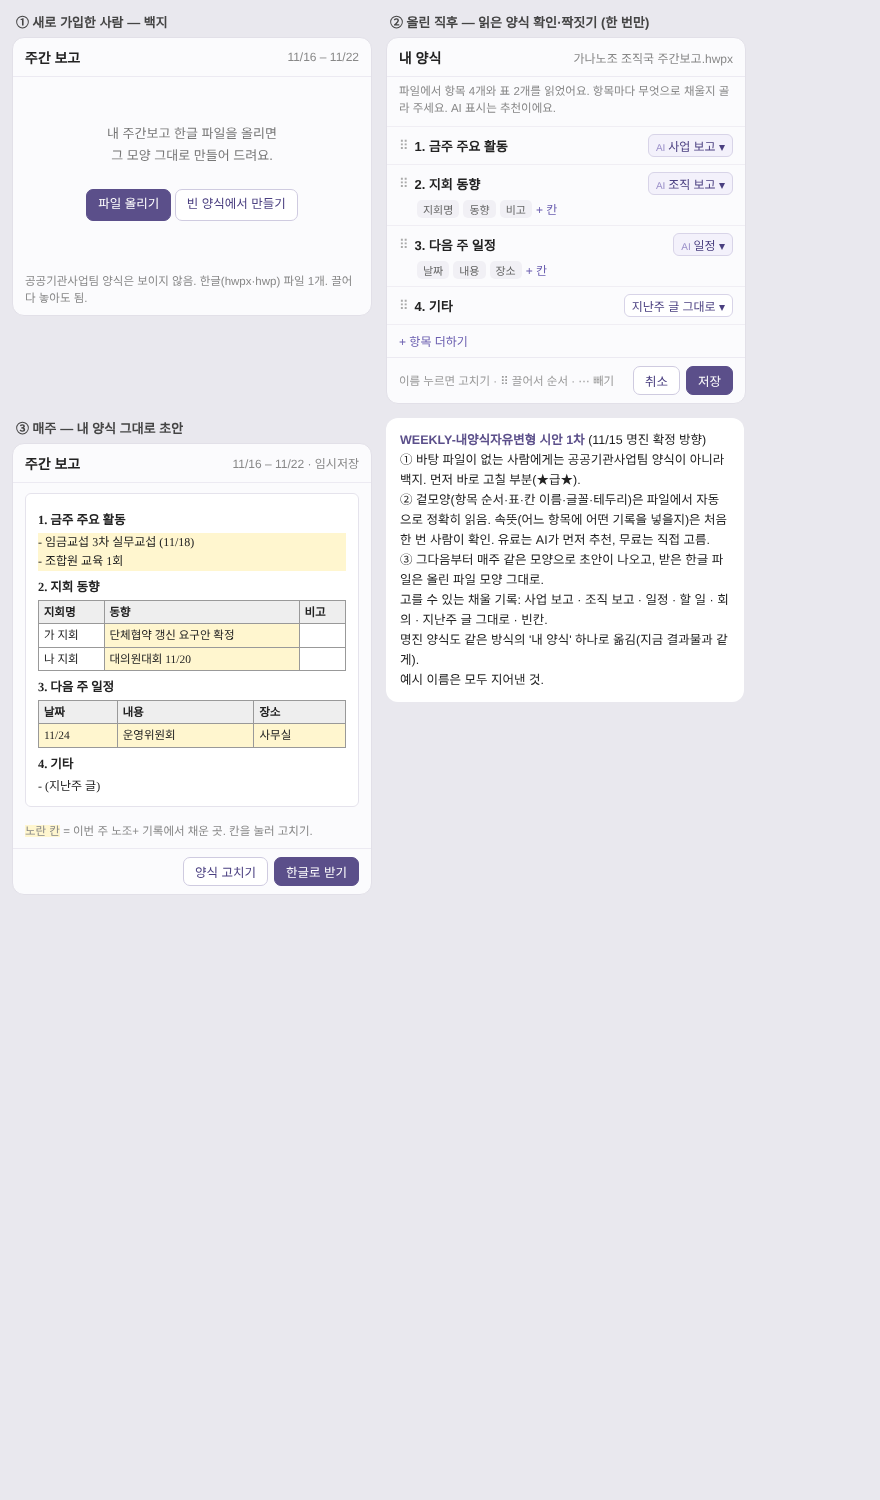 ① 새로 가입한 사람 — 백지
주간 보고 11/16 – 11/22
내 주간보고 한글 파일을 올리면
그 모양 그대로 만들어 드려요.
파일 올리기 빈 양식에서 만들기
공공기관사업팀 양식은 보이지 않음. 한글(hwpx·hwp) 파일 1개. 끌어
다 놓아도 됨.
② 올린 직후 — 읽은 양식 확인·짝짓기 (한 번만)
내 양식 가나노조 조직국 주간보고.hwpx
파일에서 항목 4개와 표 2개를 읽었어요. 항목마다 무엇으로 채울지 골
라 주세요. AI 표시는 추천이에요.
⠿ 1. 금주 주요 활동 AI 사업 보고 ▾
⠿ 2. 지회 동향 AI 조직 보고 ▾
지회명 동향 비고 + 칸
⠿ 3. 다음 주 일정 AI 일정 ▾
날짜 내용 장소 + 칸
⠿ 4. 기타 지난주 글 그대로 ▾
+ 항목 더하기
이름 누르면 고치기 · ⠿ 끌어서 순서 · ⋯ 빼기 취소 저장
③ 매주 — 내 양식 그대로 초안
주간 보고 11/16 – 11/22 · 임시저장
1. 금주 주요 활동
- 임금교섭 3차 실무교섭 (11/18)
- 조합원 교육 1회
2. 지회 동향
지회명 동향 비고
가 지회 단체협약 갱신 요구안 확정
나 지회 대의원대회 11/20
3. 다음 주 일정
날짜 내용 장소
11/24 운영위원회 사무실
4. 기타
- (지난주 글)
노란 칸 = 이번 주 노조+ 기록에서 채운 곳. 칸을 눌러 고치기.
양식 고치기 한글로 받기
WEEKLY-내양식자유변형 시안 1차 (11/15 명진 확정 방향)
① 바탕 파일이 없는 사람에게는 공공기관사업팀 양식이 아니라
백지. 먼저 바로 고칠 부분(★급★).
② 겉모양(항목 순서·표·칸 이름·글꼴·테두리)은 파일에서 자동
으로 정확히 읽음. 속뜻(어느 항목에 어떤 기록을 넣을지)은 처음
한 번 사람이 확인. 유료는 AI가 먼저 추천, 무료는 직접 고름.
③ 그다음부터 매주 같은 모양으로 초안이 나오고, 받은 한글 파
일은 올린 파일 모양 그대로.
고를 수 있는 채울 기록: 사업 보고 · 조직 보고 · 일정 · 할 일 · 회
의 · 지난주 글 그대로 · 빈칸.
명진 양식도 같은 방식의 '내 양식' 하나로 옮김(지금 결과물과 같
게).
예시 이름은 모두 지어낸 것.